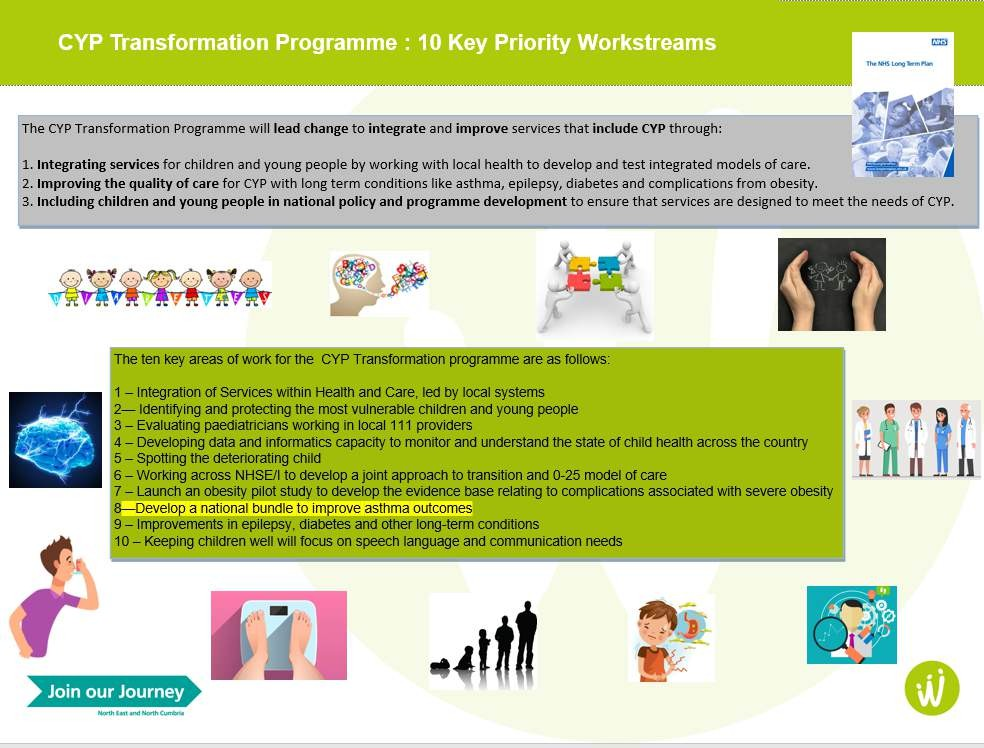 CYP Transformation Programme : 10 Key Priority Workstreams
NHS
The NHS Long Term Plan
The CYP Transformation Programme will lead change to integrate and improve services that include CYP through:
1. Integrating services for children and young people by working with local health to develop and test integrated models of care.
2. Improving the quality of care for CYP with long term conditions like asthma, epilepsy, diabetes and complications from obesity.
3. Including children and young people in national policy and programme development to ensure that services are designed to meet the needs of CYP.
The ten key areas of work for the CYP Transformation programme are as follows:
1 – Integration of Services within Health and Care, led by local systems
2— Identifying and protecting the most vulnerable children and young people
3 – Evaluating paediatricians working in local 111 providers
4 – Developing data and informatics capacity to monitor and understand the state of child health across the country
5 – Spotting the deteriorating child
6 – Working across NHSE/I to develop a joint approach to transition and 0-25 model of care
7 – Launch an obesity pilot study to develop the evidence base relating to complications associated with severe obesity
8—Develop a national bundle to improve asthma outcomes
9 – Improvements in epilepsy, diabetes and other long-term conditions
10 – Keeping children well will focus on speech language and communication needs
Join our Journey
North East and North Cumbria